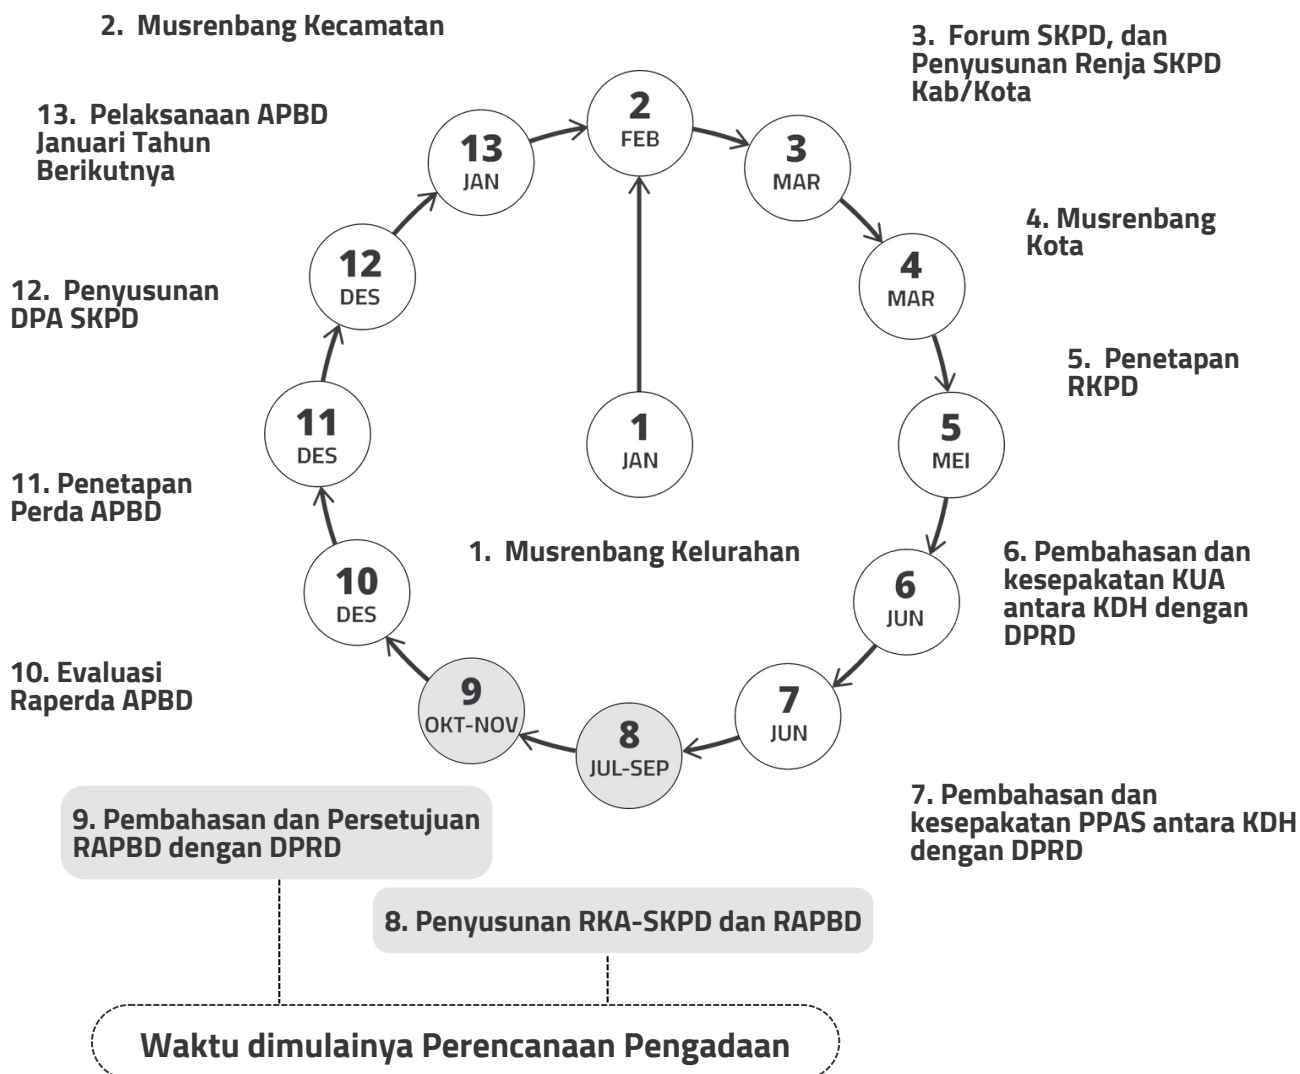 2. Musrenbang Kecamatan
3. Forum SKPD, dan
Penyusunan Renja SKPD
Kab/Kota
13. Pelaksanaan APBD
Januari Tahun
Berikutnya
2
FEB
13
JAN
3
MAR
4. Musrenbang
Kota
12
DES
4
MAR
12. Penyusunan
DPA SKPD
5. Penetapan
RKPD
11
DES
1
JAN
5
MEI
11. Penetapan
Perda APBD
1. Musrenbang Kelurahan
6. Pembahasan dan
kesepakatan KUA
antara KDH dengan
DPRD
10
DES
6
JUN
10. Evaluasi
Raperda APBD
9
OKT-NOV
8
JUL-SEP
7
JUN
9. Pembahasan dan Persetujuan
RAPBD dengan DPRD
7. Pembahasan dan
kesepakatan PPAS antara KDH
dengan DPRD
8. Penyusunan RKA-SKPD dan RAPBD
Waktu dimulainya Perencanaan Pengadaan